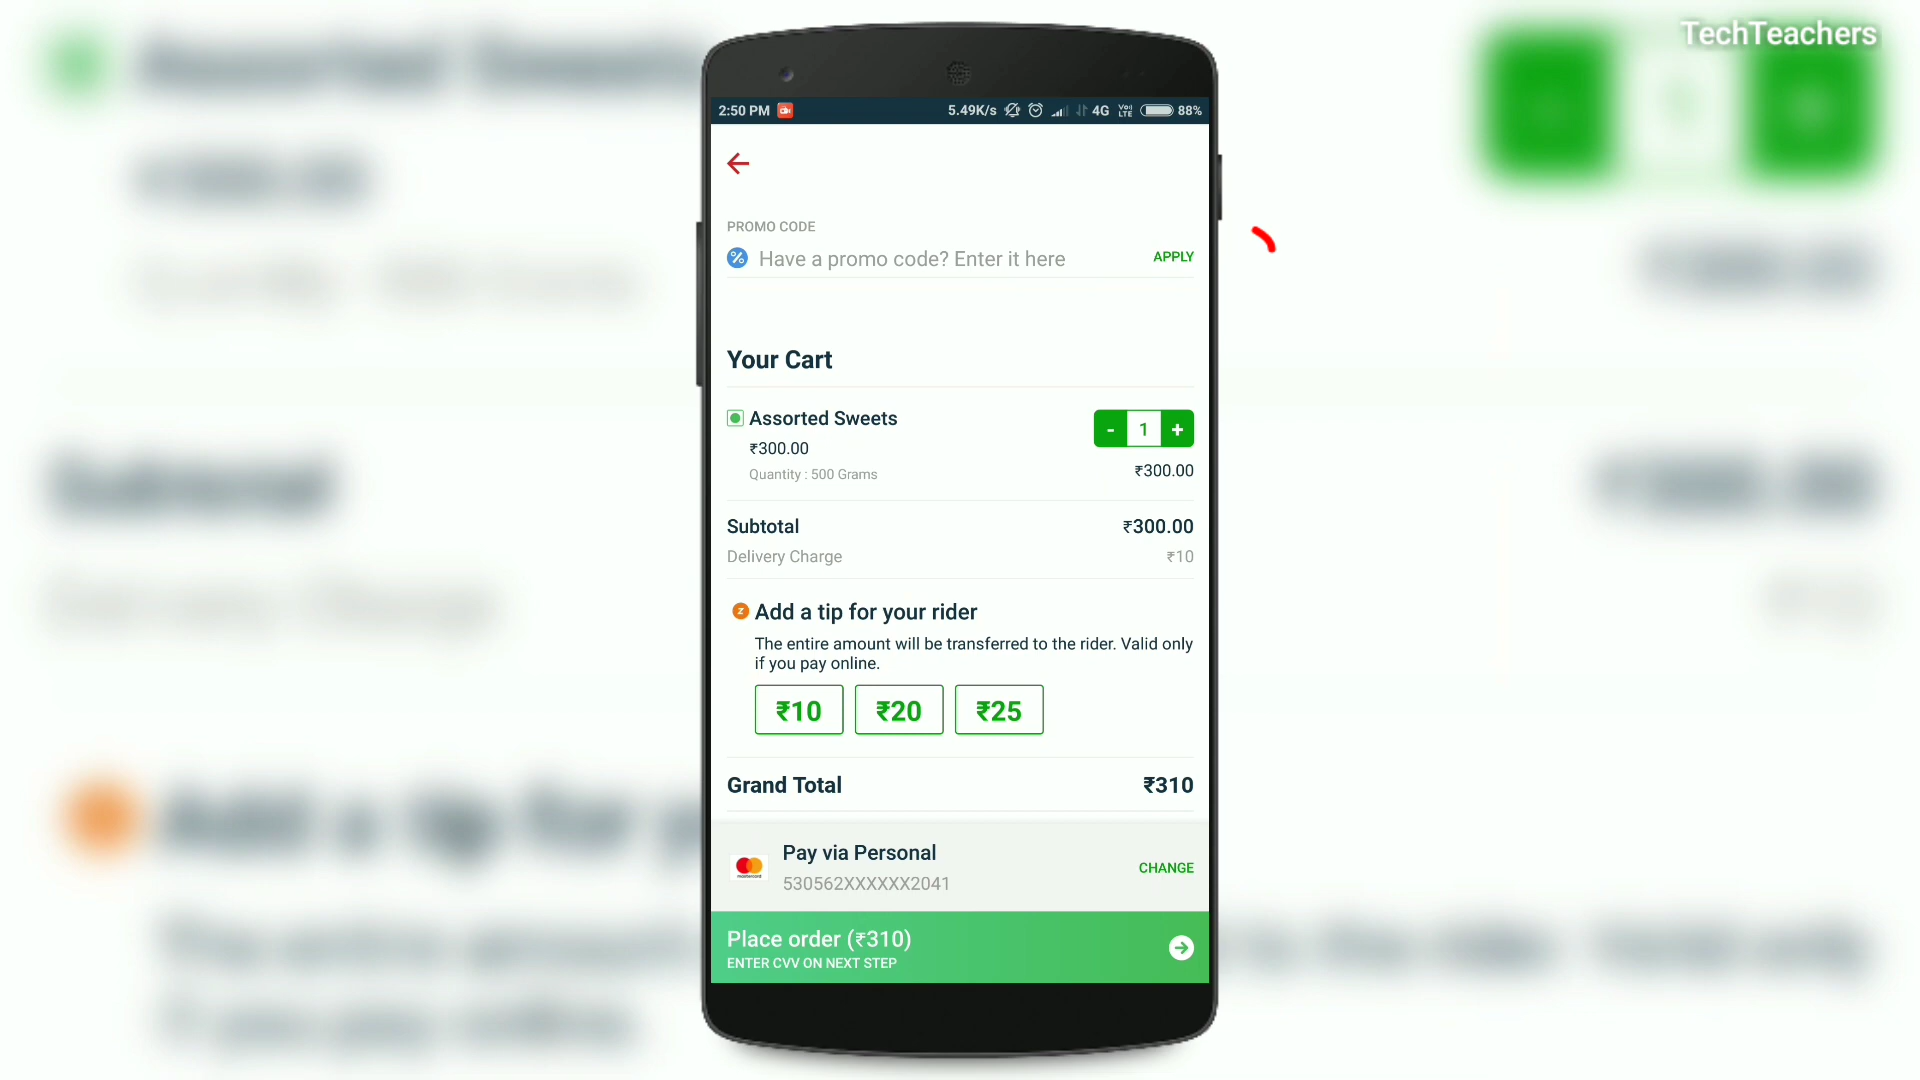 TechTeachers
2:50 PM 5.49K/s 4G VoLTE 88%
PROMO CODE
% Have a promo code? Enter it here APPLY
Your Cart
Assorted Sweets - 1 +
₹300.00
Quantity : 500 Grams ₹300.00
Subtotal ₹300.00
Delivery Charge ₹10
z Add a tip for your rider
The entire amount will be transferred to the rider. Valid only
if you pay online.
₹10 ₹20 ₹25
Grand Total ₹310
Pay via Personal
mastercard CHANGE
530562XXXXXX2041
Place order (₹310)
ENTER CVV ON NEXT STEP